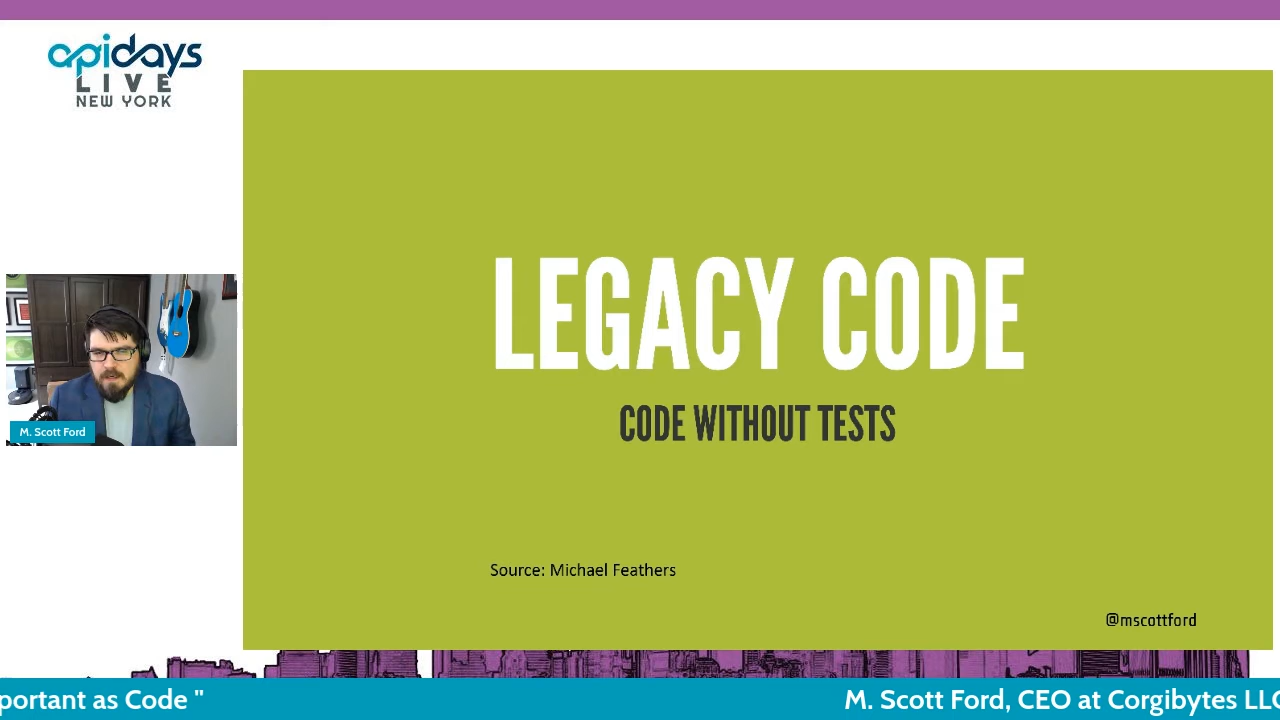 apidays
LIVE
NEW YORK
LEGACY CODE
CODE WITHOUT TESTS
M. Scott Ford
Source: Michael Feathers
@mscottford
portant as Code "
M. Scott Ford, CEO at Corgibytes LLC